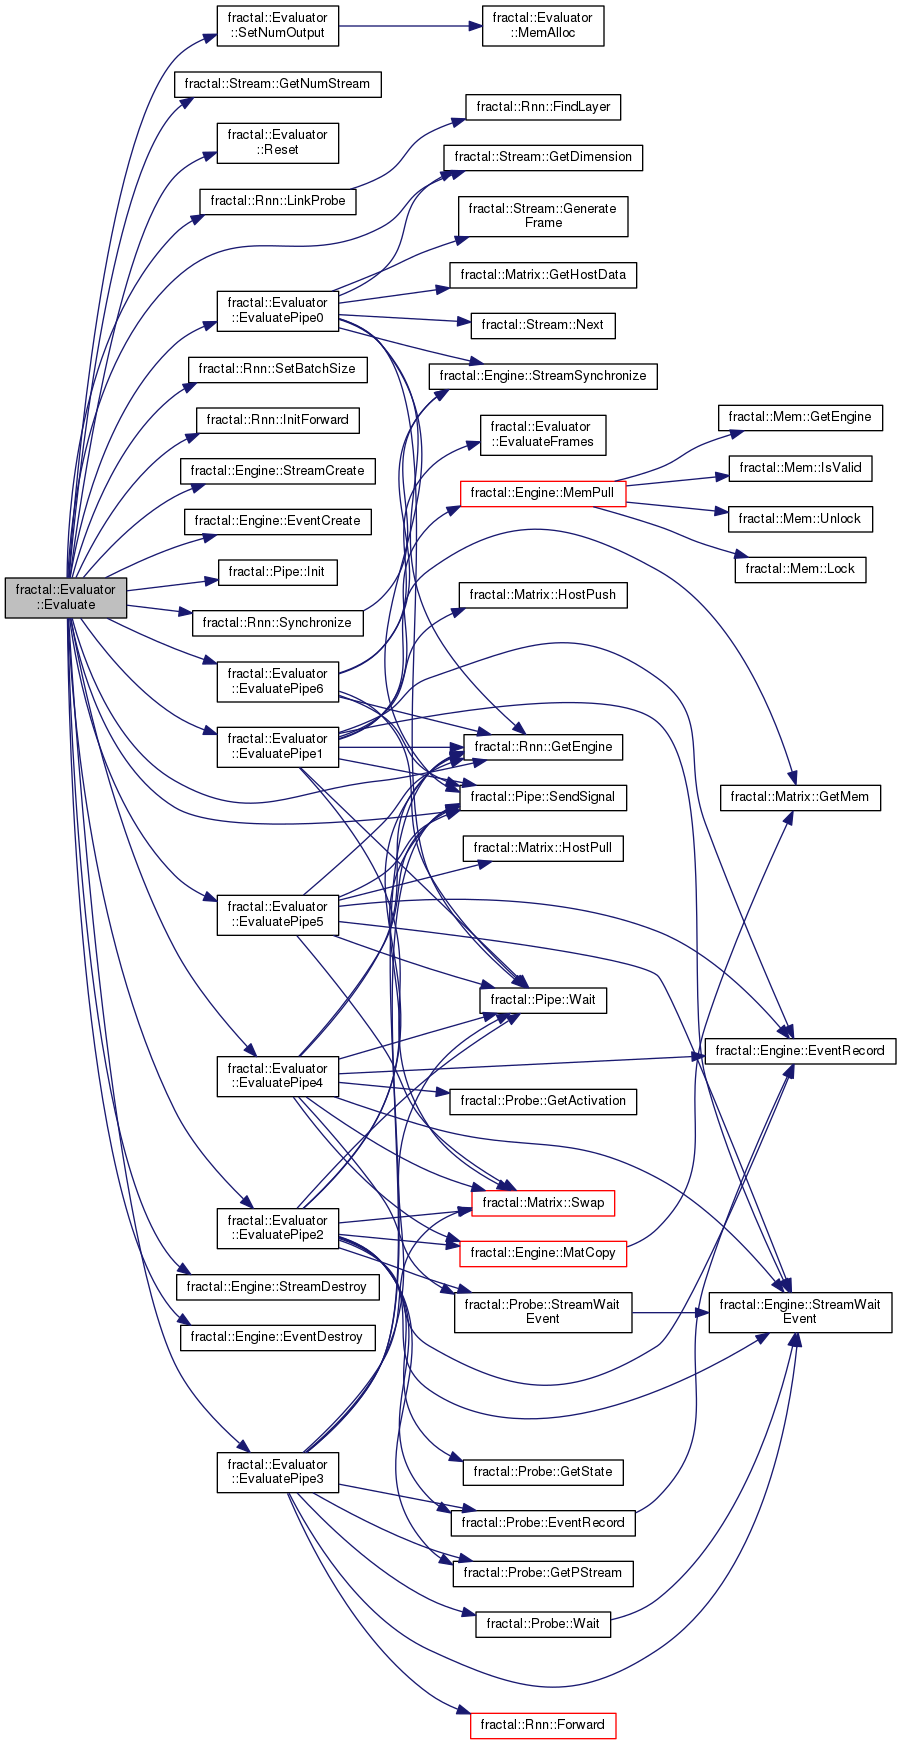 fractal::Evaluator
::Evaluate
fractal::Evaluator
::SetNumOutput
fractal::Stream::GetNumStream
fractal::Evaluator
::Reset
fractal::Rnn::LinkProbe
fractal::Evaluator
::EvaluatePipe0
fractal::Rnn::SetBatchSize
fractal::Rnn::InitForward
fractal::Engine::StreamCreate
fractal::Engine::EventCreate
fractal::Pipe::Init
fractal::Rnn::Synchronize
fractal::Evaluator
::EvaluatePipe6
fractal::Evaluator
::EvaluatePipe1
fractal::Evaluator
::EvaluatePipe5
fractal::Evaluator
::EvaluatePipe4
fractal::Evaluator
::EvaluatePipe2
fractal::Engine::StreamDestroy
fractal::Engine::EventDestroy
fractal::Evaluator
::EvaluatePipe3
fractal::Evaluator
::MemAlloc
fractal::Rnn::FindLayer
fractal::Stream::GetDimension
fractal::Stream::Generate
Frame
fractal::Matrix::GetHostData
fractal::Stream::Next
fractal::Engine::StreamSynchronize
fractal::Evaluator
::EvaluateFrames
fractal::Engine::MemPull
fractal::Matrix::HostPush
fractal::Rnn::GetEngine
fractal::Pipe::SendSignal
fractal::Matrix::HostPull
fractal::Pipe::Wait
fractal::Probe::GetActivation
fractal::Matrix::Swap
fractal::Engine::MatCopy
fractal::Probe::StreamWait
Event
fractal::Probe::GetState
fractal::Probe::EventRecord
fractal::Probe::GetPStream
fractal::Probe::Wait
fractal::Rnn::Forward
fractal::Mem::GetEngine
fractal::Mem::IsValid
fractal::Mem::Unlock
fractal::Mem::Lock
fractal::Matrix::GetMem
fractal::Engine::EventRecord
fractal::Engine::StreamWait
Event